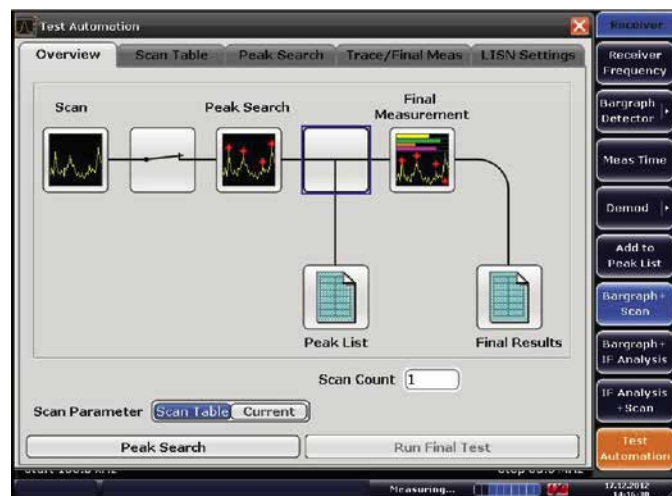 Test Automation
Overview Scan Table Peak Search Trace/Final Meas LISN Settings
Scan
Peak Search
Final
Measurement
Peak List
Final Results
Scan Count 1
Scan Parameter Scan Table Current
Peak Search
Run Final Test
Measuring...
17.12.2012
Receiver
Receiver
Frequency
Bargraph
Detector
Meas Time
Demod
Add to
Peak List
Bargraph+
Scan
Bargraph+
IF Analysis
IF Analysis
+Scan
Test
Automation